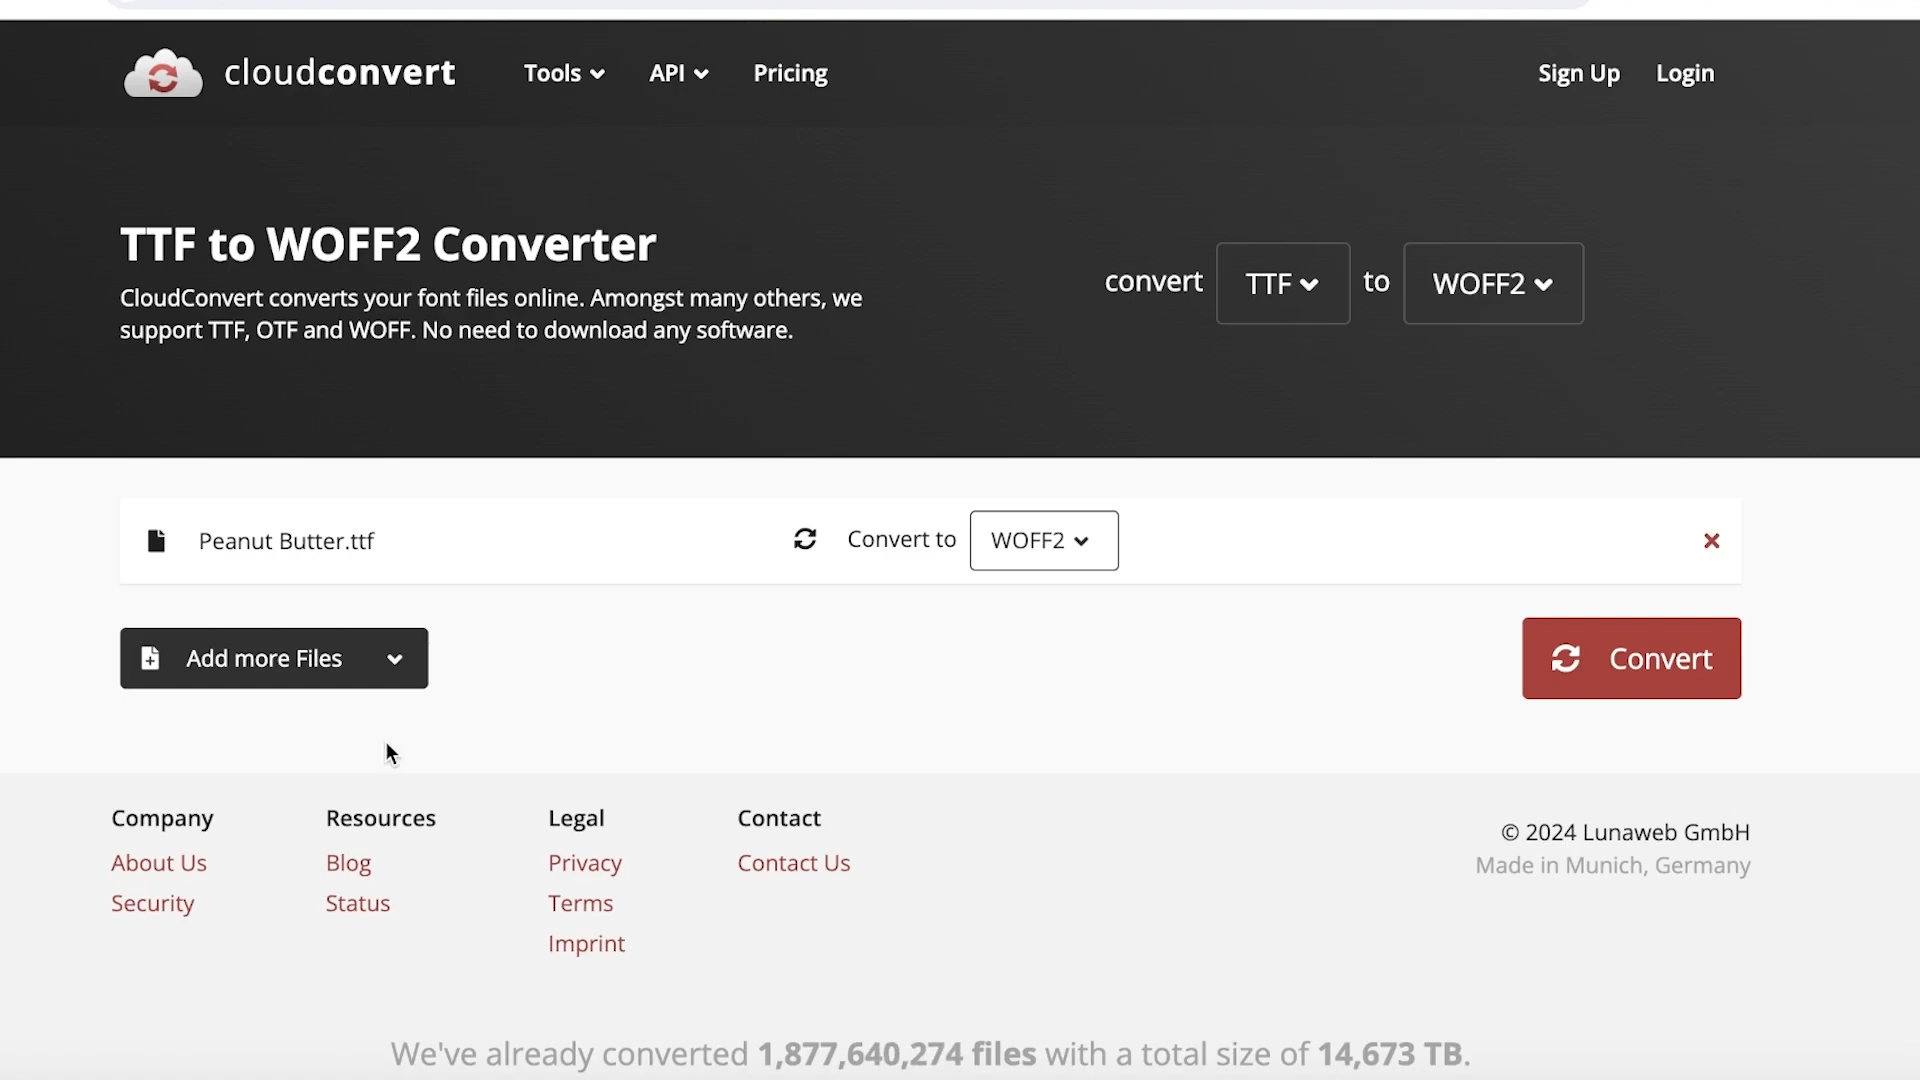 cloudconvert
Tools
API
Pricing
Sign Up
Login
TTF to WOFF2 Converter
CloudConvert converts your font files online. Amongst many others, we
support TTF, OTF and WOFF. No need to download any software.
convert TTF to WOFF2
Peanut Butter.ttf
Convert to WOFF2
Add more Files
Convert
Company
About Us
Security
Resources
Blog
Status
Legal
Privacy
Terms
Imprint
Contact
Contact Us
© 2024 Lunaweb GmbH
Made in Munich, Germany
We've already converted 1,877,640,274 files with a total size of 14,673 TB.